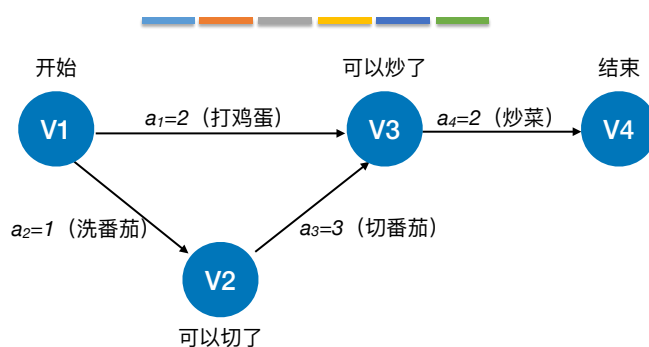 开始
可以炒了
结束
V1
a₁=2（打鸡蛋）
V3
a₄=2（炒菜）
V4
a₂=1（洗番茄）
a₃=3（切番茄）
V2
可以切了